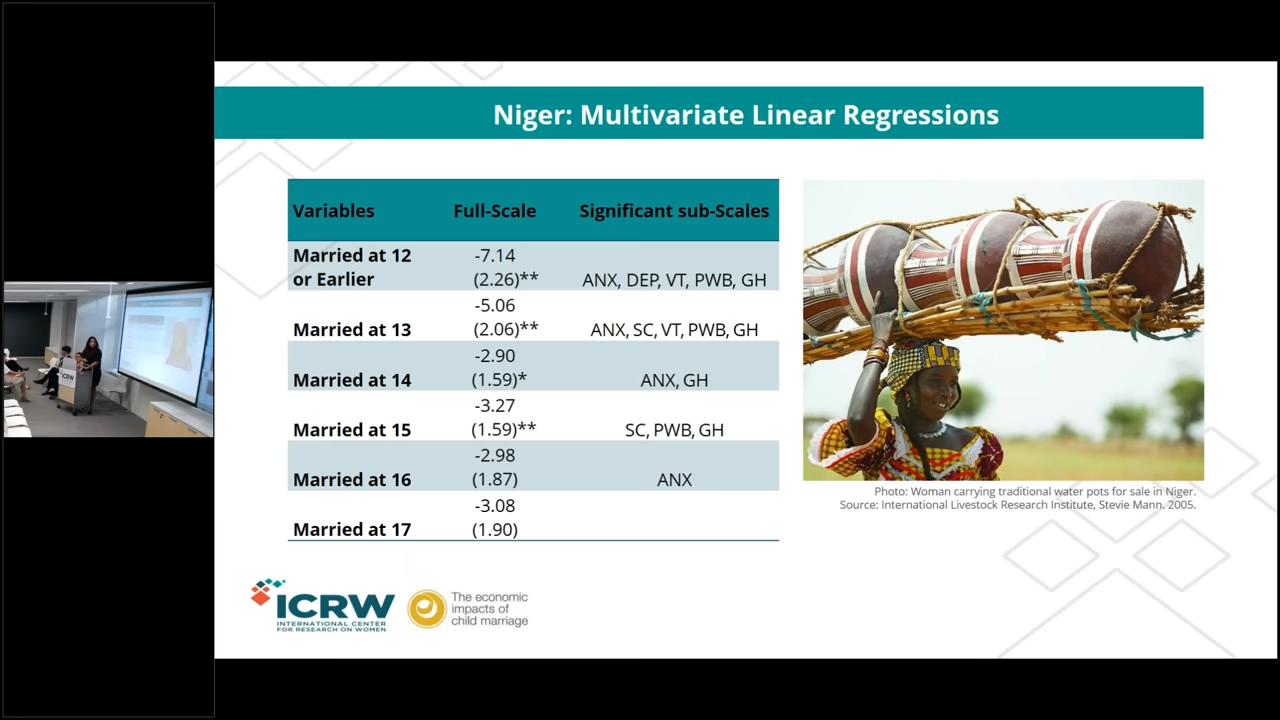 Niger: Multivariate Linear Regressions
Variables Full-Scale Significant sub-Scales
Married at 12 or Earlier -7.14 (2.26)** ANX, DEP, VT, PWB, GH
Married at 13 -5.06 (2.06)** ANX, SC, VT, PWB, GH
Married at 14 -2.90 (1.59)* ANX, GH
Married at 15 -3.27 (1.59)** SC, PWB, GH
Married at 16 -2.98 (1.87) ANX
Married at 17 -3.08 (1.90)
Photo: Woman carrying traditional water pots for sale in Niger.
Source: International Livestock Research Institute, Stevie Mann. 2005.
ICRW
INTERNATIONAL CENTER
FOR RESEARCH ON WOMEN
The economic
impacts of
child marriage
ICRW